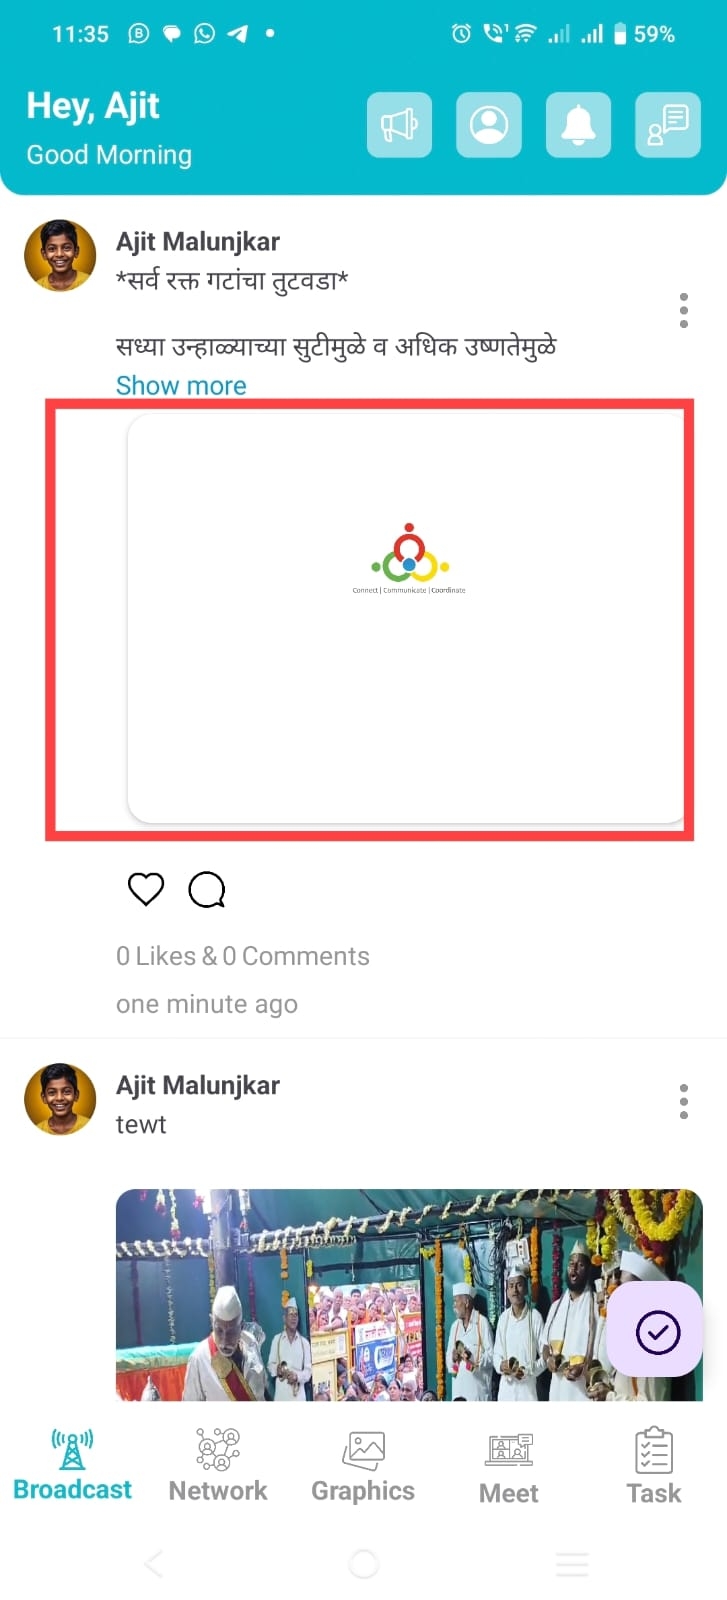 11:35
59%
Hey, Ajit
Good Morning
Ajit Malunjkar
*सर्व रक्त गटांचा तुटवडा*
सध्या उन्हाळ्याच्या सुटीमुळे व अधिक उष्णतेमुळे
Show more
Connect | Communicate | Coordinate
0 Likes & 0 Comments
one minute ago
Ajit Malunjkar
tewt
Broadcast
Network
Graphics
Meet
Task